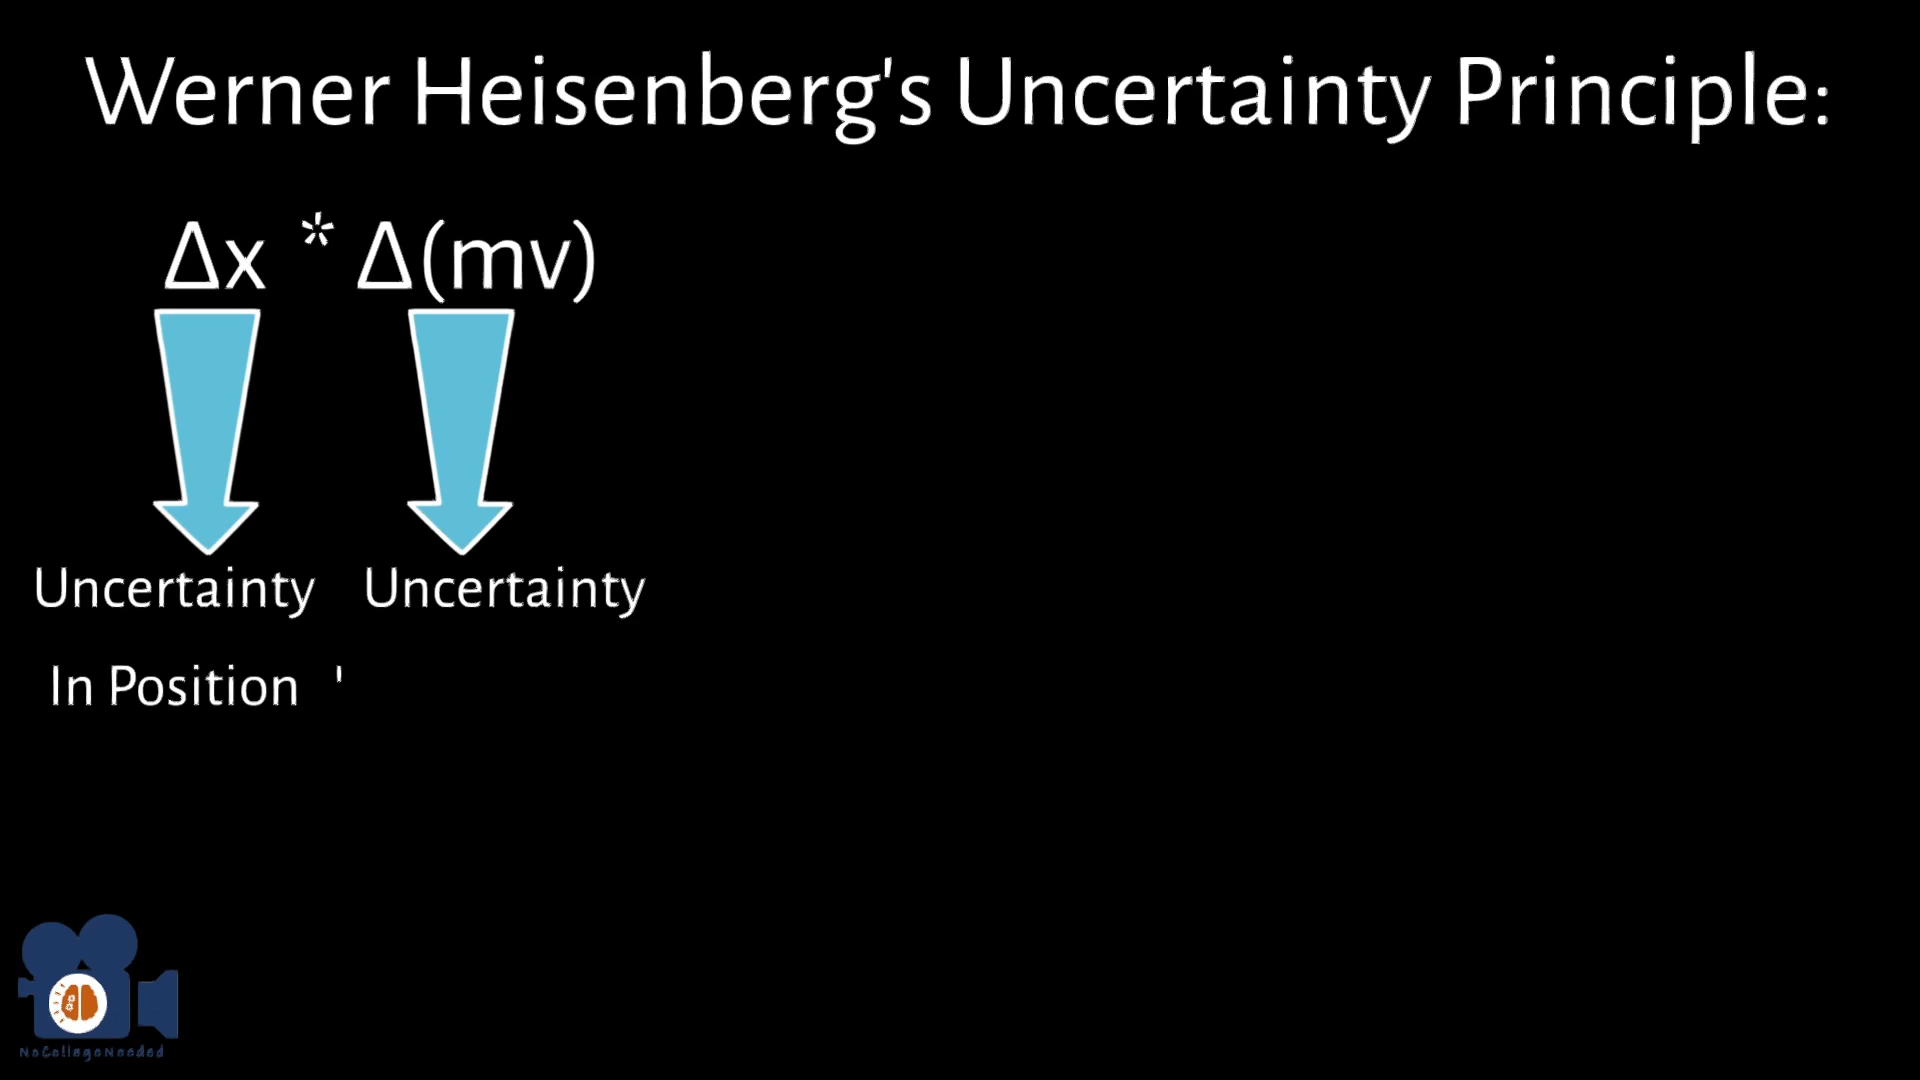 Werner Heisenberg's Uncertainty Principle:
Δx * Δ(mv)
Uncertainty Uncertainty
In Position '
NoCollegeNeeded